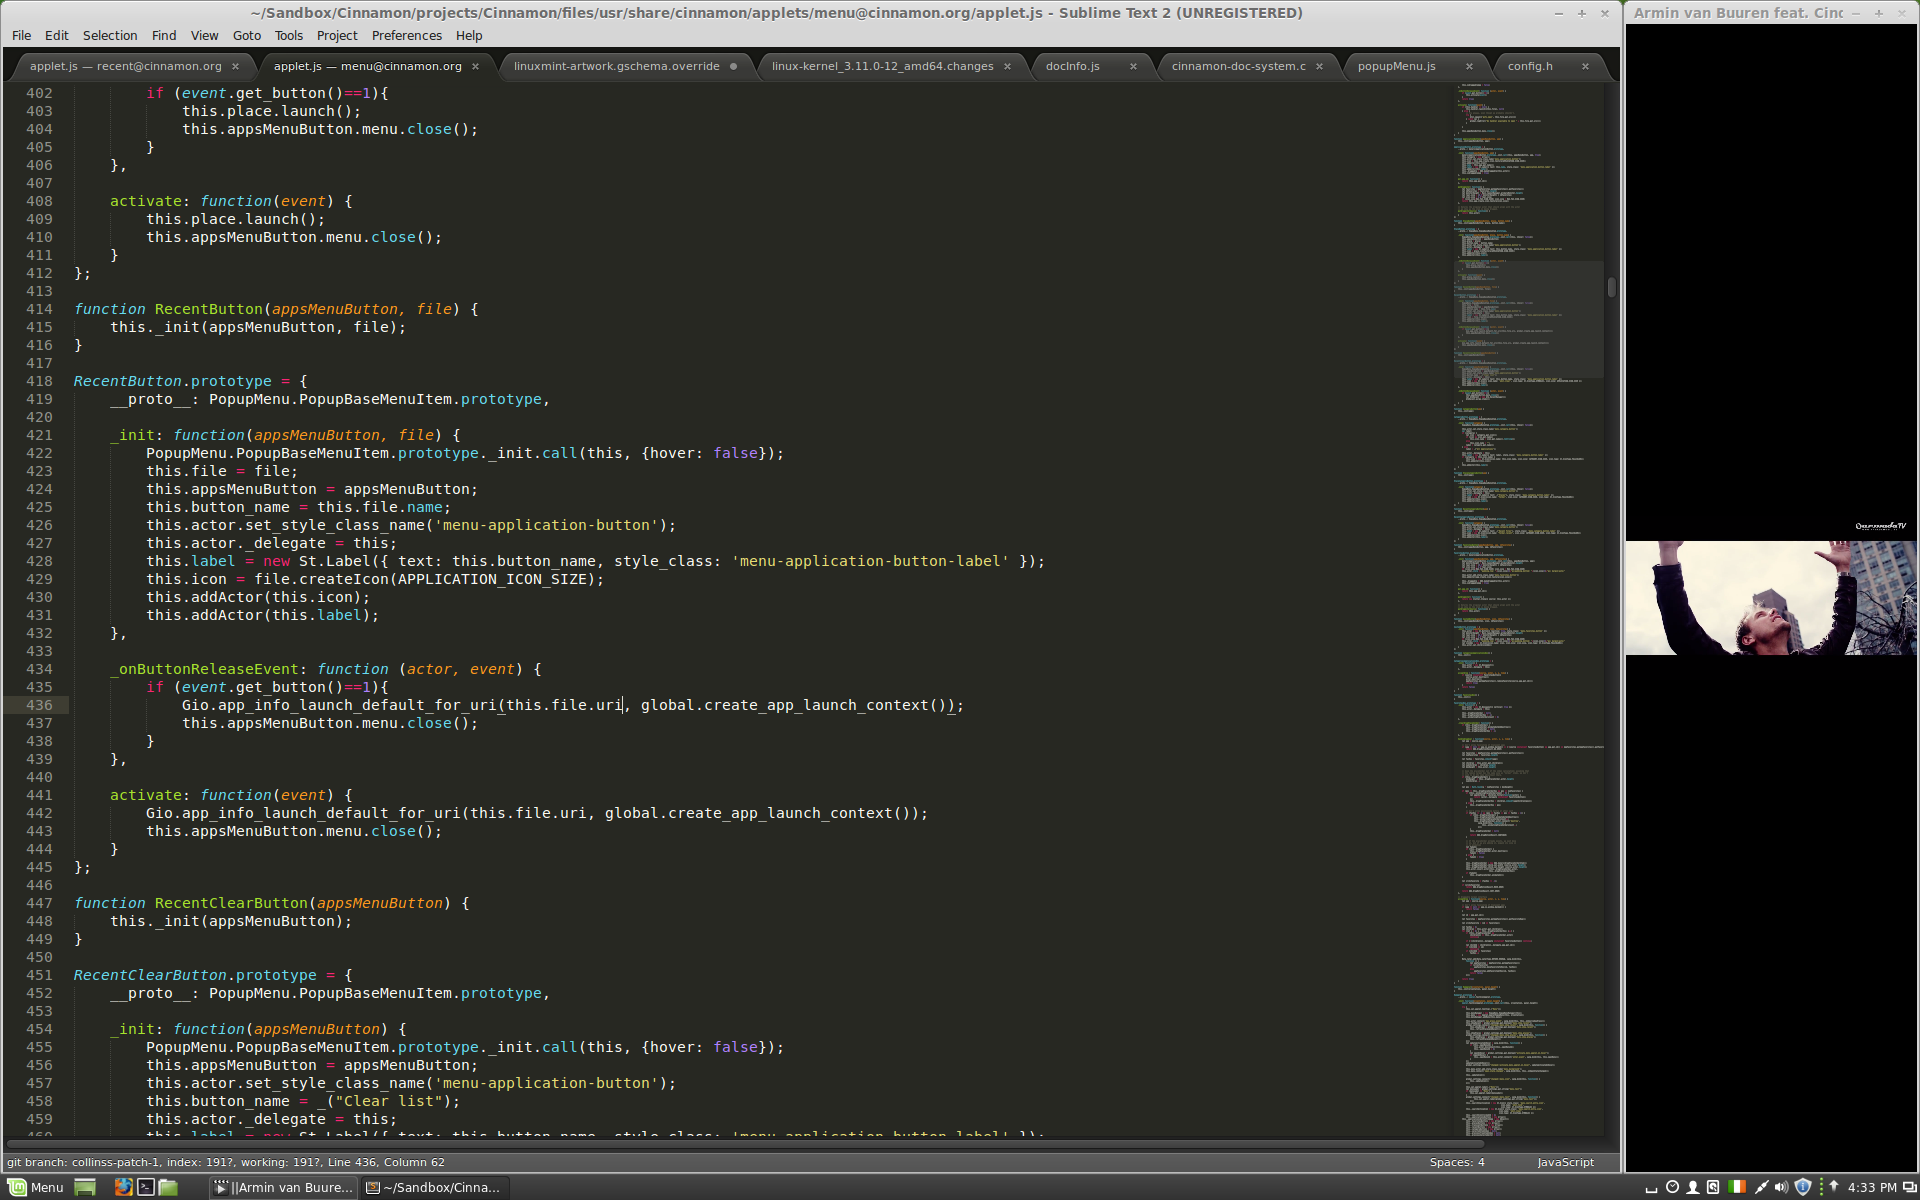 ~/Sandbox/Cinnamon/projects/Cinnamon/files/usr/share/cinnamon/applets/menu@cinnamon.org/applet.js - Sublime Text 2 (UNREGISTERED)
Armin van Buuren feat. Cin
File Edit Selection Find View Goto Tools Project Preferences Help
applet.js — recent@cinnamon.org
applet.js — menu@cinnamon.org
linuxmint-artwork.gschema.override
linux-kernel_3.11.0-12_amd64.changes
docInfo.js
cinnamon-doc-system.c
popupMenu.js
config.h
402         if (event.get_button()==1){
403             this.place.launch();
404             this.appsMenuButton.menu.close();
405         }
406     },
407
408     activate: function(event) {
409         this.place.launch();
410         this.appsMenuButton.menu.close();
411     }
412 };
413
414 function RecentButton(appsMenuButton, file) {
415     this._init(appsMenuButton, file);
416 }
417
418 RecentButton.prototype = {
419     __proto__: PopupMenu.PopupBaseMenuItem.prototype,
420
421     _init: function(appsMenuButton, file) {
422         PopupMenu.PopupBaseMenuItem.prototype._init.call(this, {hover: false});
423         this.file = file;
424         this.appsMenuButton = appsMenuButton;
425         this.button_name = this.file.name;
426         this.actor.set_style_class_name('menu-application-button');
427         this.actor._delegate = this;
428         this.label = new St.Label({ text: this.button_name, style_class: 'menu-application-button-label' });
429         this.icon = file.createIcon(APPLICATION_ICON_SIZE);
430         this.addActor(this.icon);
431         this.addActor(this.label);
432     },
433
434     _onButtonReleaseEvent: function (actor, event) {
435         if (event.get_button()==1){
436             Gio.app_info_launch_default_for_uri(this.file.uri, global.create_app_launch_context());
437             this.appsMenuButton.menu.close();
438         }
439     },
440
441     activate: function(event) {
442         Gio.app_info_launch_default_for_uri(this.file.uri, global.create_app_launch_context());
443         this.appsMenuButton.menu.close();
444     }
445 };
446
447 function RecentClearButton(appsMenuButton) {
448     this._init(appsMenuButton);
449 }
450
451 RecentClearButton.prototype = {
452     __proto__: PopupMenu.PopupBaseMenuItem.prototype,
453
454     _init: function(appsMenuButton) {
455         PopupMenu.PopupBaseMenuItem.prototype._init.call(this, {hover: false});
456         this.appsMenuButton = appsMenuButton;
457         this.actor.set_style_class_name('menu-application-button');
458         this.button_name = _("Clear list");
459         this.actor._delegate = this;
460         this.label = new St.Label({ text: this.button_name, style_class: 'menu-application-button-label' });
git branch: collinss-patch-1, index: 191?, working: 191?, Line 436, Column 62
Spaces: 4
JavaScript
Menu
||Armin van Buure...
~/Sandbox/Cinna...
4:33 PM